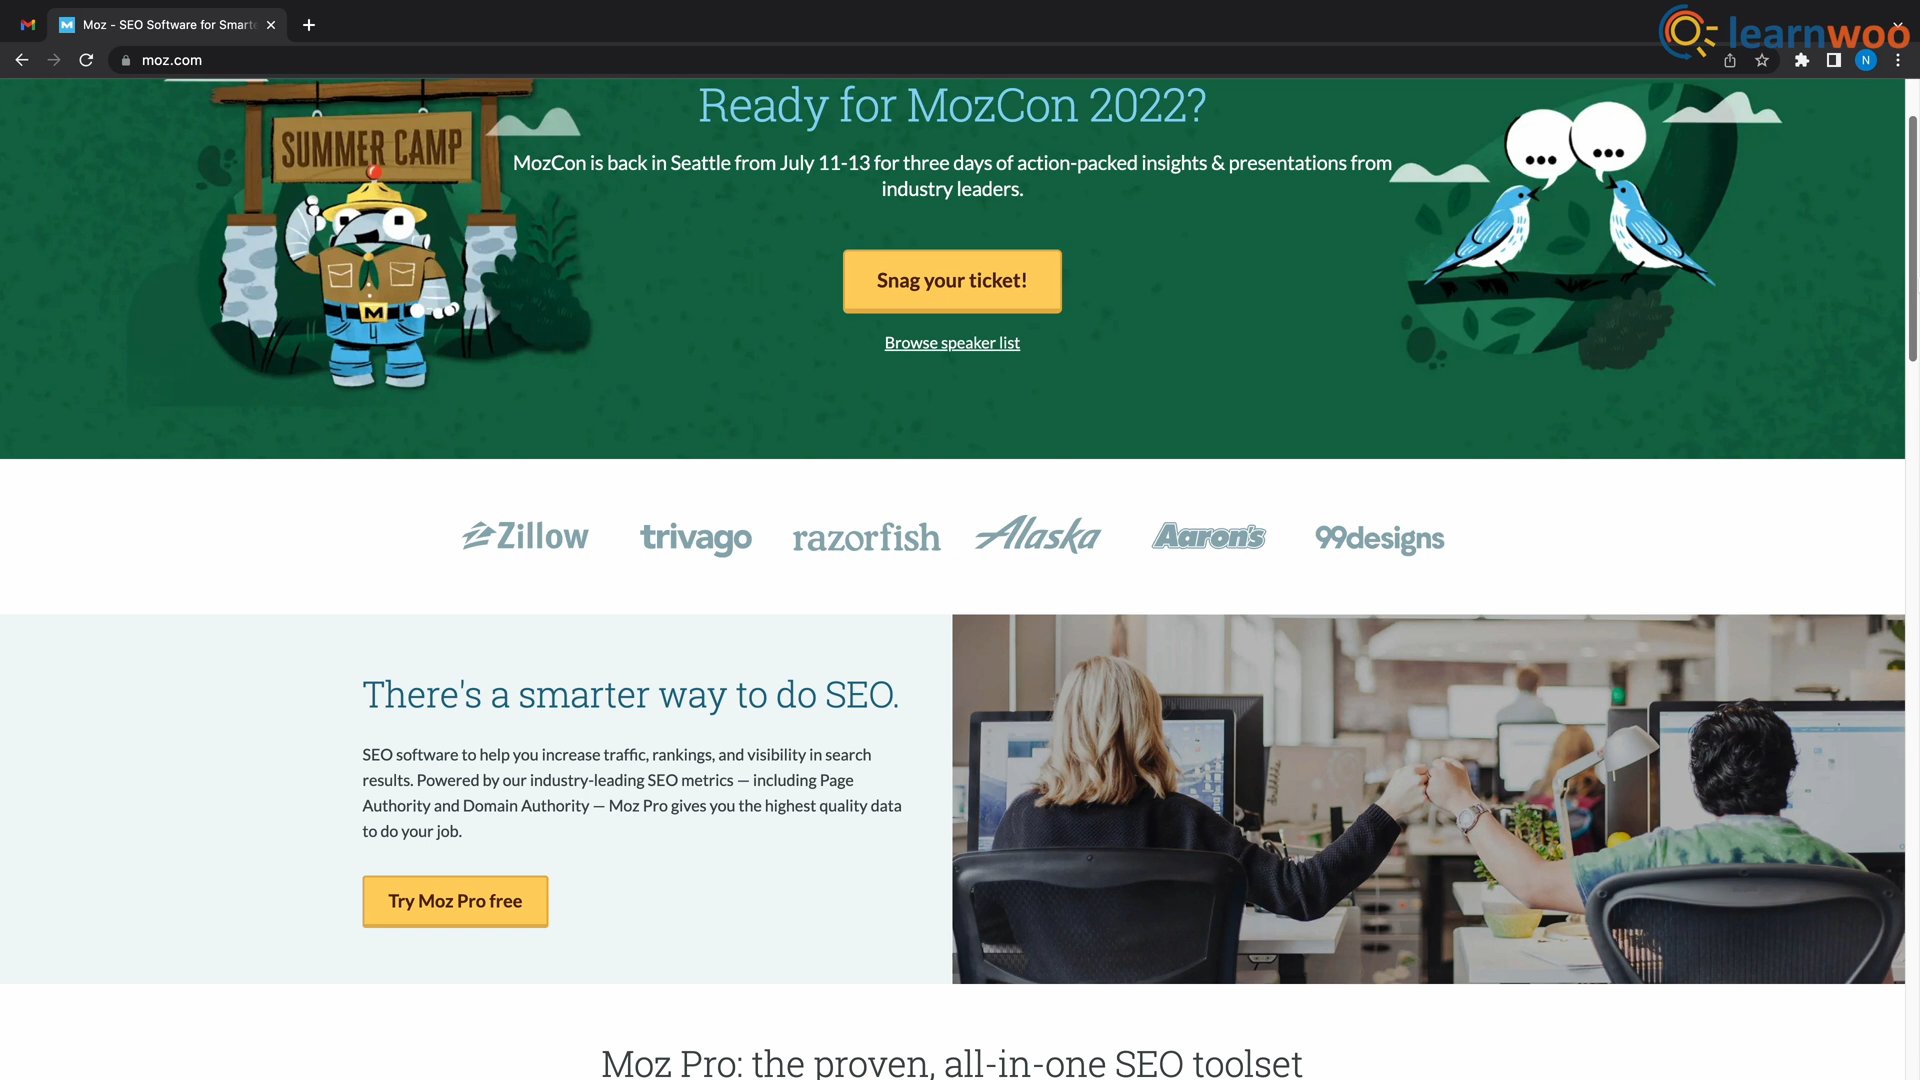 Moz - SEO Software for Smarte
learnwoo
moz.com
N
SUMMER CAMP
M
Ready for MozCon 2022?
MozCon is back in Seattle from July 11-13 for three days of action-packed insights & presentations from
industry leaders.
Snag your ticket!
Browse speaker list
Zillow
trivago
razorfish
Alaska
Aaron's
99designs
There's a smarter way to do SEO.
SEO software to help you increase traffic, rankings, and visibility in search
results. Powered by our industry-leading SEO metrics — including Page
Authority and Domain Authority — Moz Pro gives you the highest quality data
to do your job.
Try Moz Pro free
Moz Pro: the proven, all-in-one SEO toolset